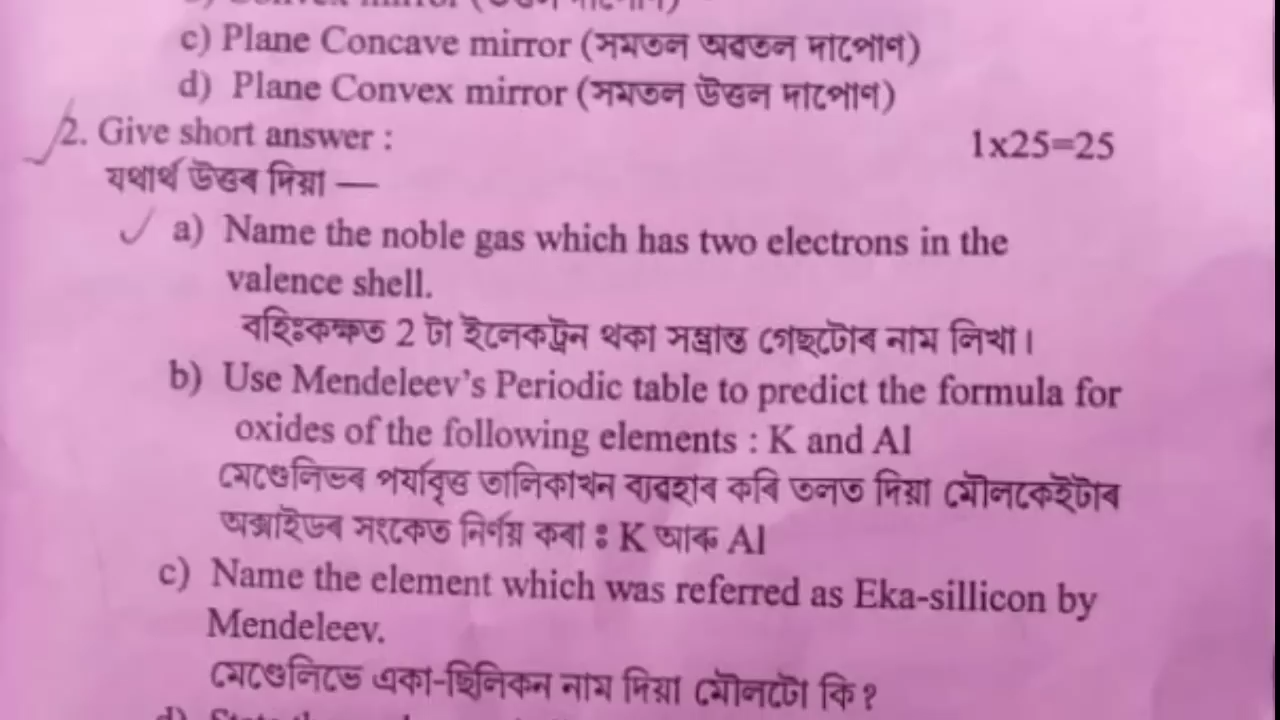 c) Plane Concave mirror (সমতল অৱতল দাপোণ)
d) Plane Convex mirror (সমতল উত্তল দাপোণ)
2. Give short answer : 1x25=25
যথাৰ্থ উত্তৰ দিয়া —
a) Name the noble gas which has two electrons in the
valence shell.
বহিঃকক্ষত 2 টা ইলেকট্ৰন থকা সম্ভ্ৰান্ত গেছটোৰ নাম লিখা।
b) Use Mendeleev's Periodic table to predict the formula for
oxides of the following elements : K and Al
মেণ্ডেলিভৰ পৰ্যাবৃত্ত তালিকাখন ব্যৱহাৰ কৰি তলত দিয়া মৌলকেইটাৰ
অক্সাইডৰ সংকেত নিৰ্ণয় কৰা : K আৰু Al
c) Name the element which was referred as Eka-sillicon by
Mendeleev.
মেণ্ডেলিভে একা-ছিলিকন নাম দিয়া মৌলটো কি ?